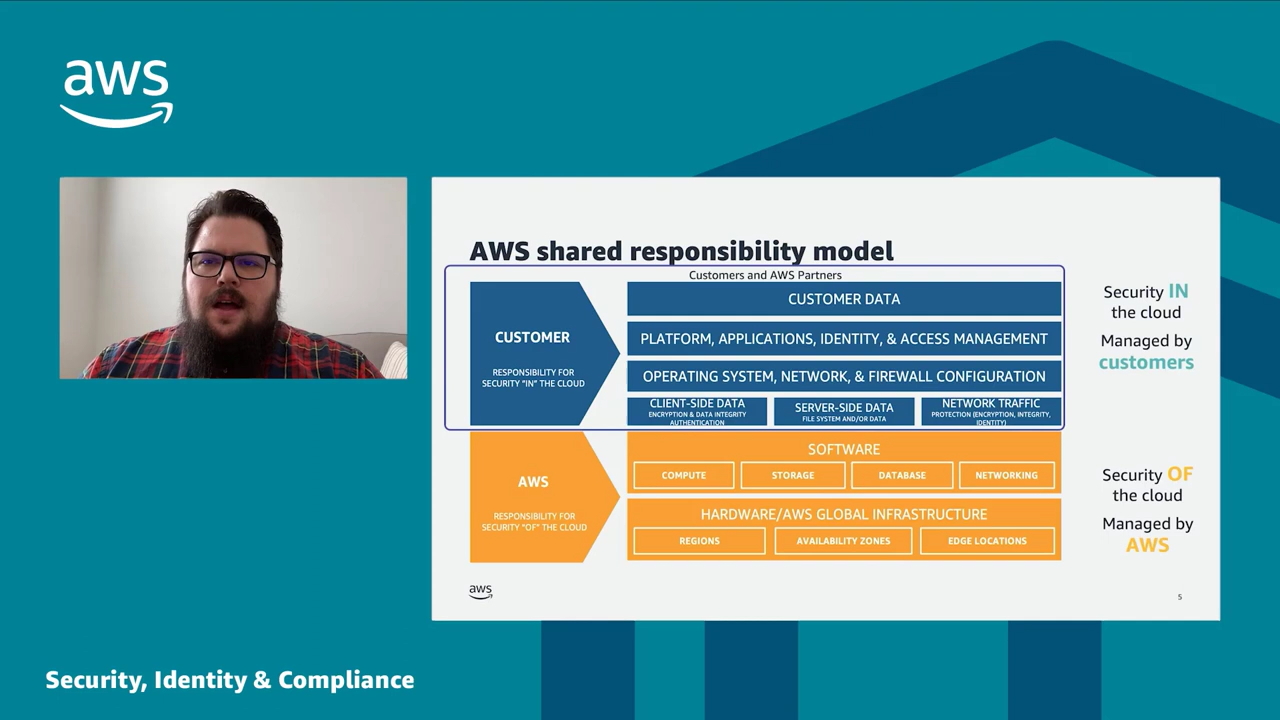 aws
AWS shared responsibility model
Customers and AWS Partners
CUSTOMER
RESPONSIBILITY FOR
SECURITY "IN" THE CLOUD
CUSTOMER DATA
PLATFORM, APPLICATIONS, IDENTITY, & ACCESS MANAGEMENT
OPERATING SYSTEM, NETWORK, & FIREWALL CONFIGURATION
CLIENT-SIDE DATA
ENCRYPTION & DATA INTEGRITY
AUTHENTICATION
SERVER-SIDE DATA
FILE SYSTEM AND/OR DATA
NETWORK TRAFFIC
PROTECTION (ENCRYPTION, INTEGRITY,
IDENTITY)
Security IN
the cloud
Managed by
customers
AWS
RESPONSIBILITY FOR
SECURITY "OF" THE CLOUD
SOFTWARE
COMPUTE
STORAGE
DATABASE
NETWORKING
HARDWARE/AWS GLOBAL INFRASTRUCTURE
REGIONS
AVAILABILITY ZONES
EDGE LOCATIONS
Security OF
the cloud
Managed by
AWS
aws
5
Security, Identity & Compliance